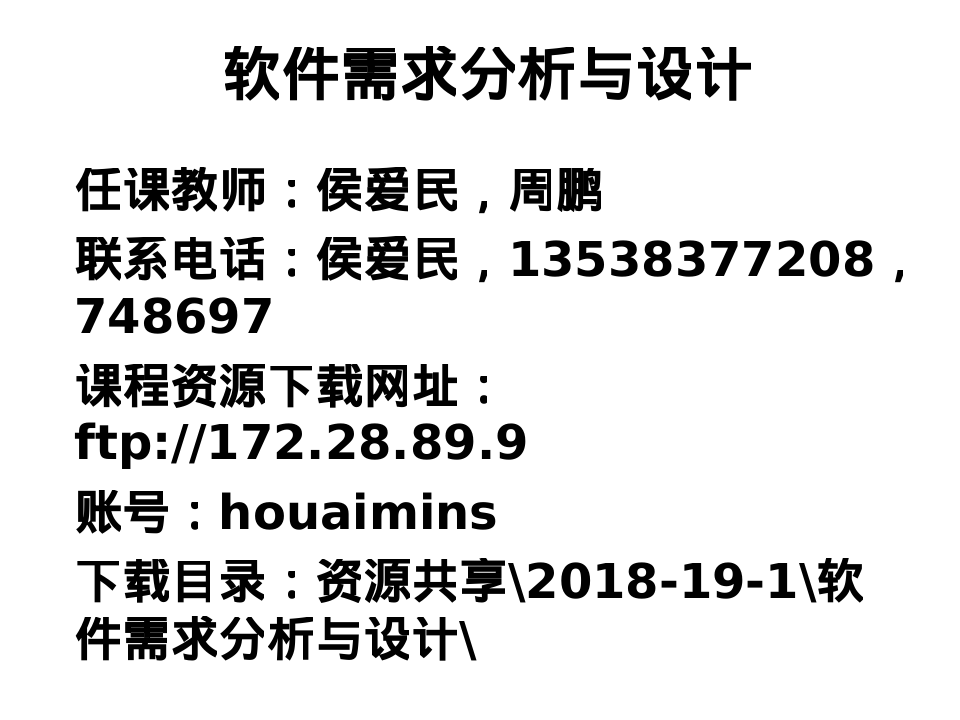 软件需求分析与设计
任课教师：侯爱民，周鹏
联系电话：侯爱民，13538377208，
748697
课程资源下载网址：
ftp://172.28.89.9
账号：houaimins
下载目录：资源共享\2018-19-1\软
件需求分析与设计\